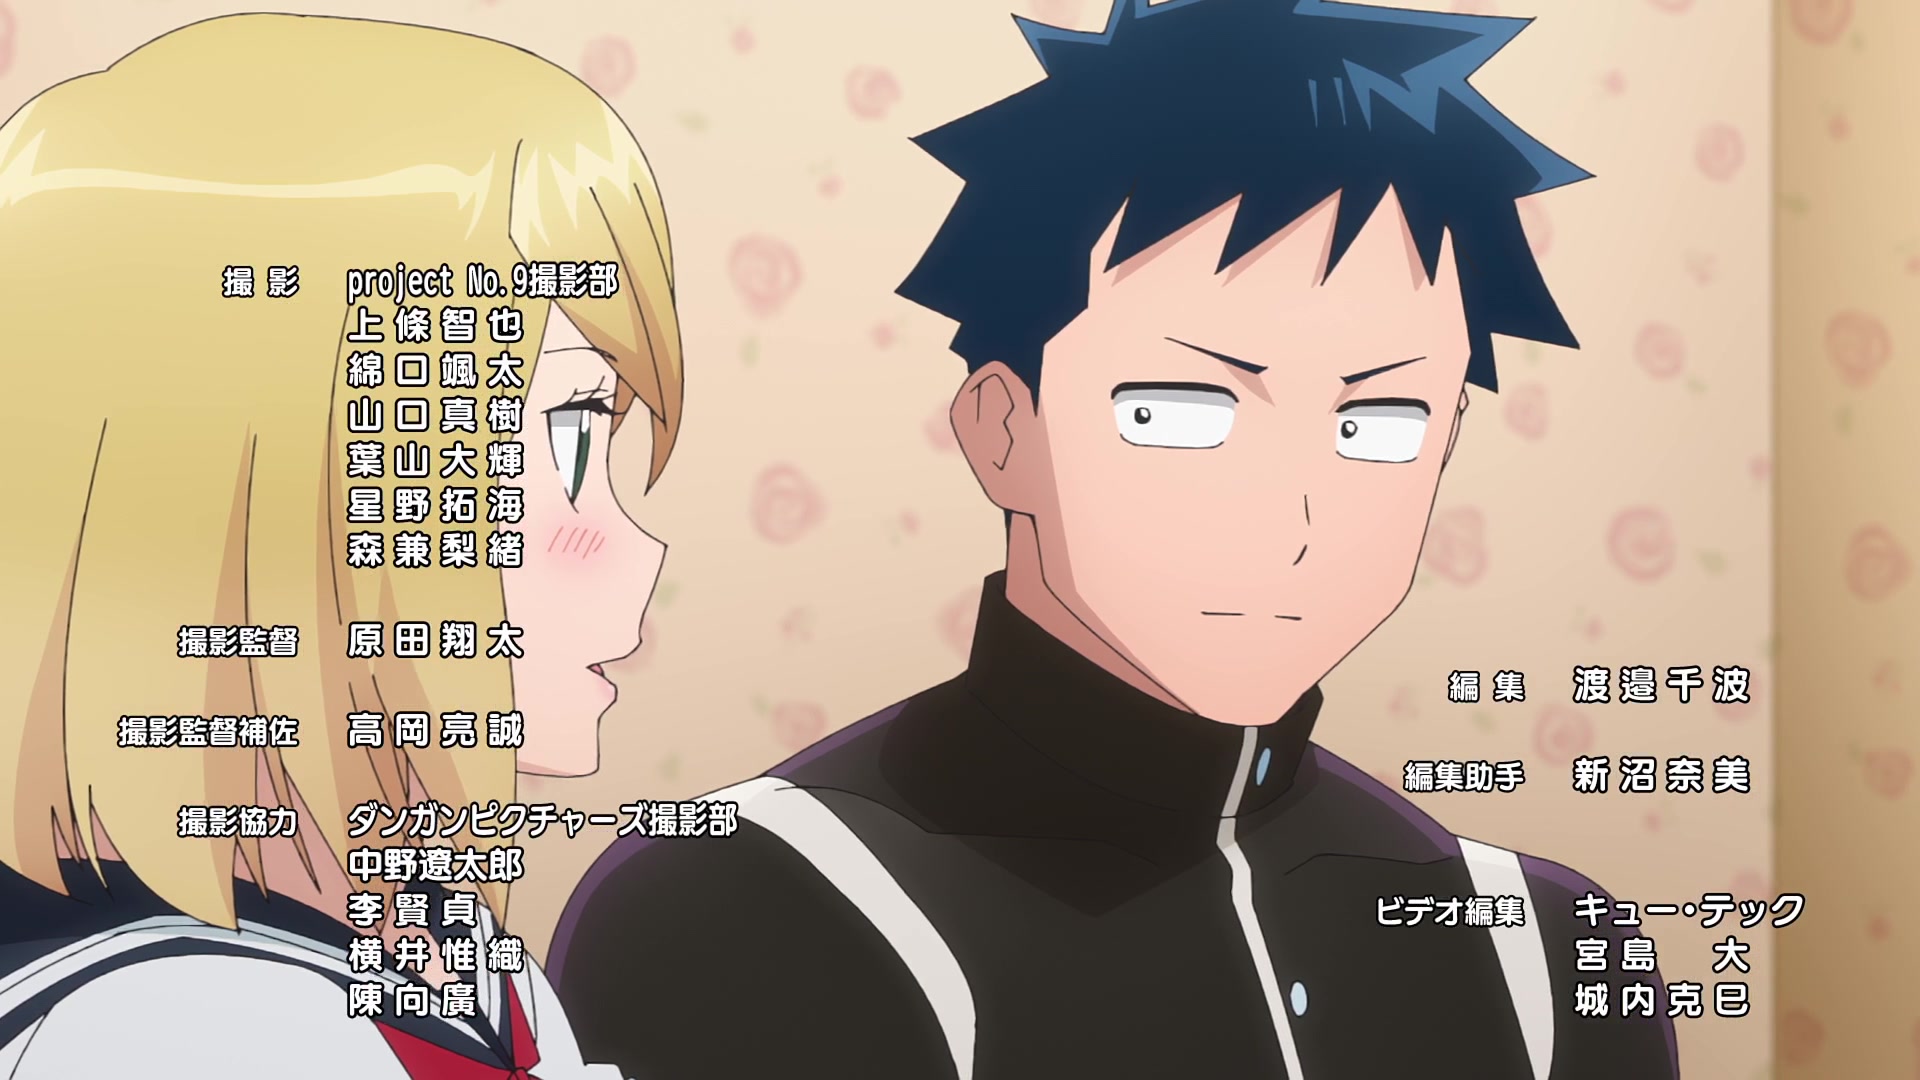 撮影 project No.9撮影部
上條智也
綿口颯太
山口真樹
葉山大輝
星野拓海
森兼梨緒
撮影監督 原田翔太
撮影監督補佐 高岡亮誠
撮影協力 ダンガンピクチャーズ撮影部
中野遼太郎
李賢貞
横井惟織
陳向廣
編集 渡邉千波
編集助手 新沼奈美
ビデオ編集 キュー・テック
宮島 大
城内克巳